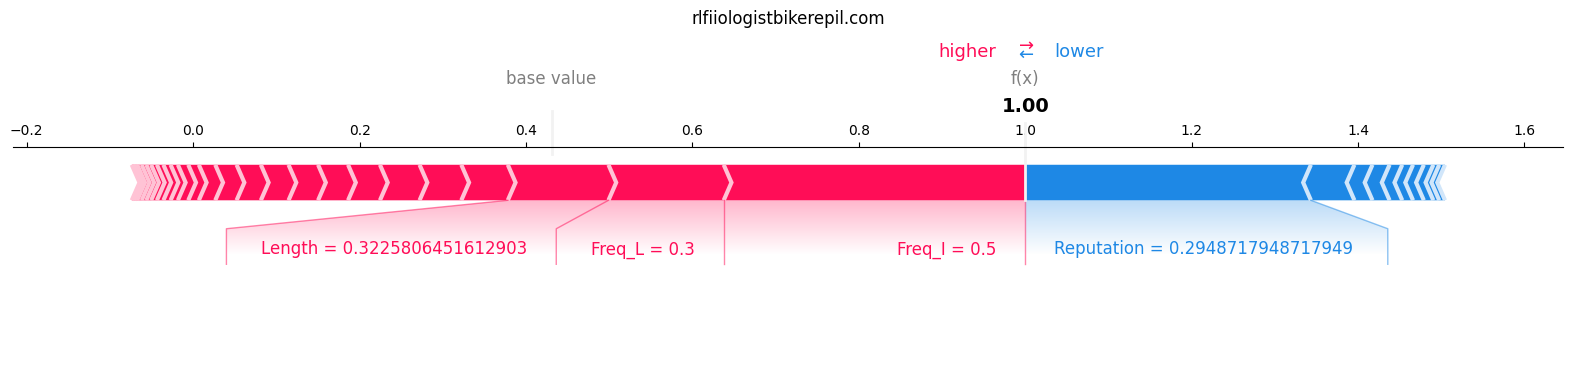 rlfiiologistbikerepil.com
higher ⇄ lower
base value f(x)
1.00
−0.2 0.0 0.2 0.4 0.6 0.8 1.0 1.2 1.4 1.6
Length = 0.3225806451612903 Freq_L = 0.3 Freq_I = 0.5 Reputation = 0.2948717948717949